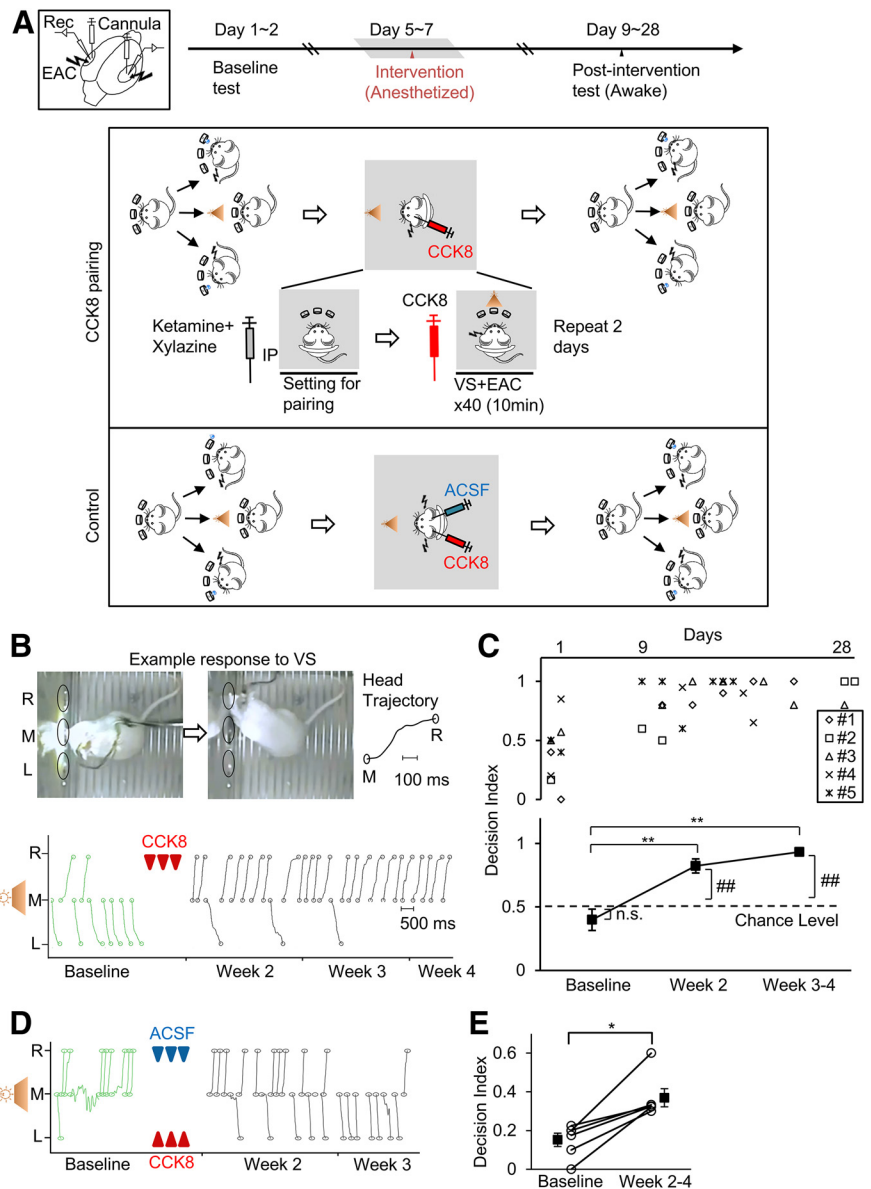 A
Rec
Cannula
EAC
Day 1~2
Day 5~7
Day 9~28
Baseline
test
Intervention
(Anesthetized)
Post-intervention
test (Awake)
CCK8 pairing
CCK8
Ketamine+
Xylazine
IP
CCK8
Setting for
pairing
VS+EAC
x40 (10min)
Repeat 2
days
Control
ACSF
CCK8
B
Example response to VS
R
M
L
Head
Trajectory
R
M
100 ms
CCK8
R
M
L
500 ms
Baseline
Week 2
Week 3
Week 4
C
Days
1
9
28
1
0.5
0
#1
#2
#3
#4
#5
Decision Index
**
**
##
##
n.s.
Chance Level
1
0.5
0
Baseline
Week 2
Week 3-4
D
ACSF
R
M
L
Baseline
CCK8
Week 2
Week 3
E
*
Decision Index
0.6
0.4
0.2
0
Baseline
Week 2-4